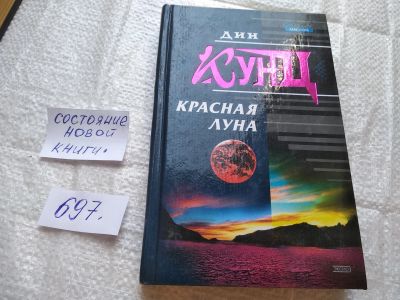 ДИН
КУНЦ
КРАСНАЯ
ЛУНА
СОСТОЯНИЕ
НОВОЙ
КНИГИ.
697.